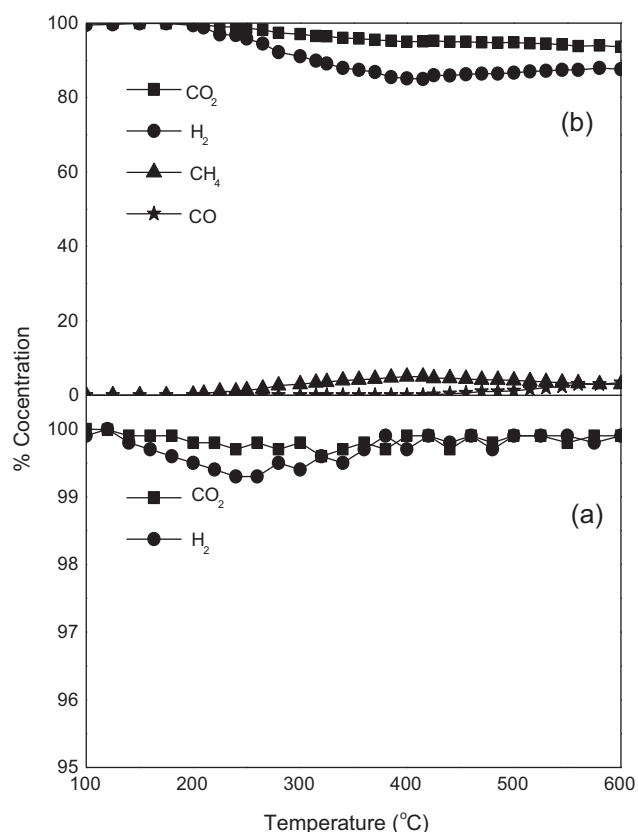 100
80
60
40
20
0
CO2
H2
CH4
CO
(b)
% Cocentration
100
99
98
97
96
95
CO2
H2
(a)
100 200 300 400 500 600
Temperature (°C)